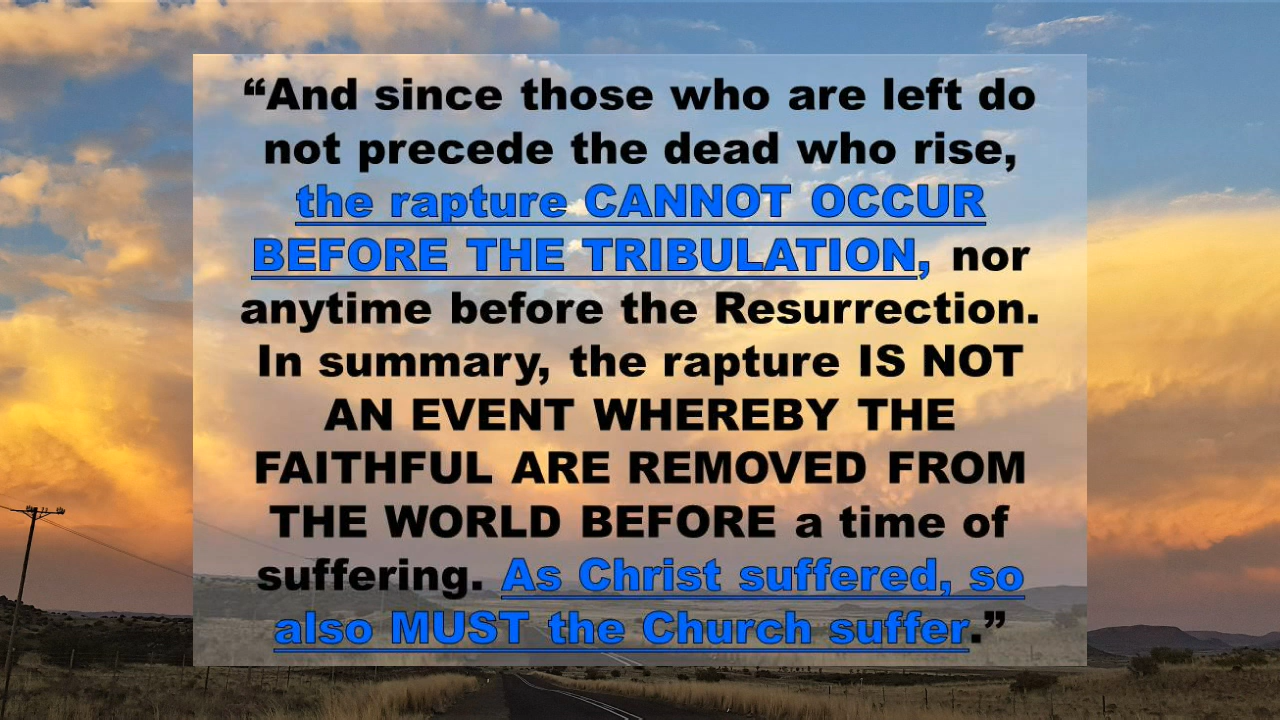 “And since those who are left do
not precede the dead who rise,
the rapture CANNOT OCCUR
BEFORE THE TRIBULATION, nor
anytime before the Resurrection.
In summary, the rapture IS NOT
AN EVENT WHEREBY THE
FAITHFUL ARE REMOVED FROM
THE WORLD BEFORE a time of
suffering. As Christ suffered, so
also MUST the Church suffer.”